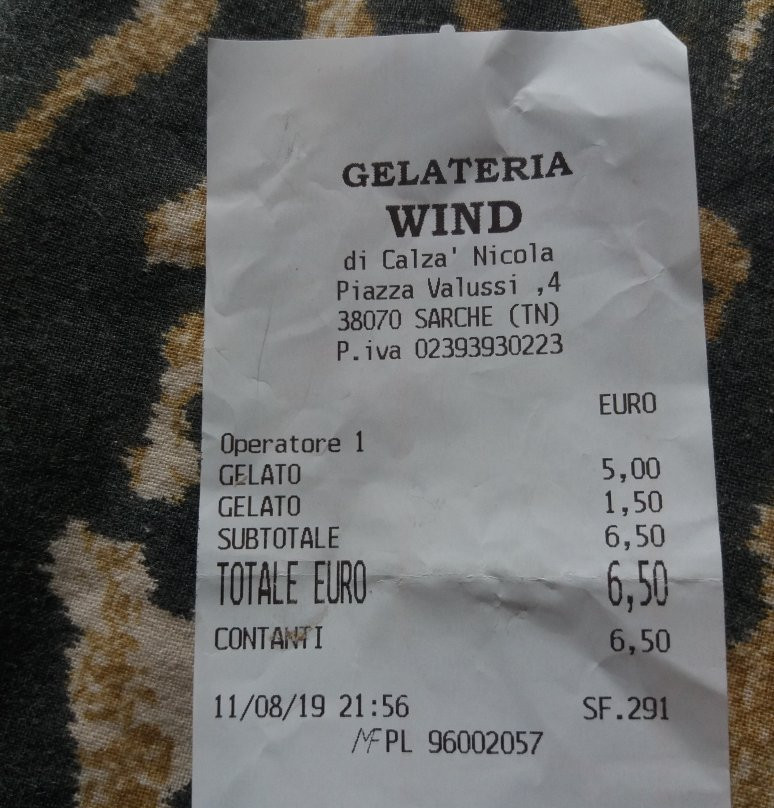 GELATERIA
WIND
di Calza' Nicola
Piazza Valussi ,4
38070 SARCHE (TN)
P.iva 02393930223
EURO
Operatore 1
GELATO 5,00
GELATO 1,50
SUBTOTALE 6,50
TOTALE EURO 6,50
CONTANTI 6,50
11/08/19 21:56 SF.291
MFPL 96002057